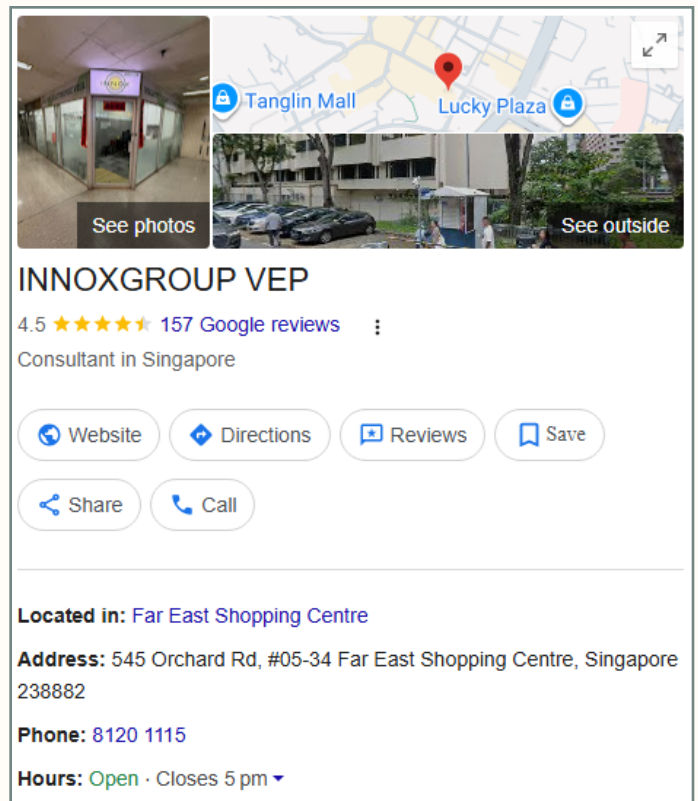 INNOX
Tanglin Mall
Lucky Plaza
See photos
See outside
INNOXGROUP VEP
4.5 157 Google reviews
Consultant in Singapore
Website Directions Reviews Save
Share Call
Located in: Far East Shopping Centre
Address: 545 Orchard Rd, #05-34 Far East Shopping Centre, Singapore
238882
Phone: 8120 1115
Hours: Open · Closes 5 pm